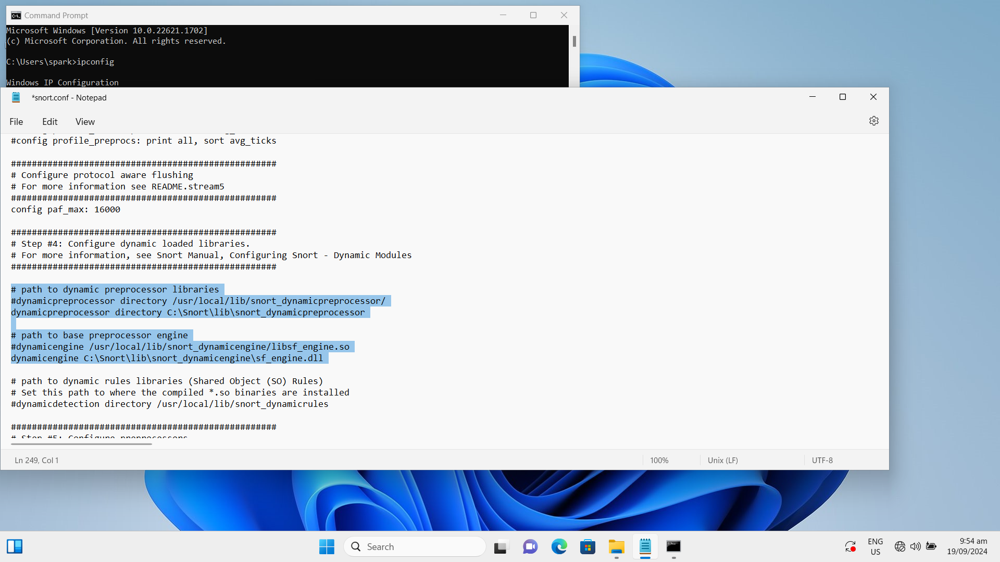 Command Prompt
Microsoft Windows [Version 10.0.22621.1702]
(c) Microsoft Corporation. All rights reserved.
C:\Users\spark>ipconfig
Windows IP Configuration
*snort.conf - Notepad
File Edit View
#config profile_preprocs: print all, sort avg_ticks
###################################################
# Configure protocol aware flushing
# For more information see README.stream5
###################################################
config paf_max: 16000
###################################################
# Step #4: Configure dynamic loaded libraries.
# For more information, see Snort Manual, Configuring Snort - Dynamic Modules
###################################################
# path to dynamic preprocessor libraries
#dynamicpreprocessor directory /usr/local/lib/snort_dynamicpreprocessor/
dynamicpreprocessor directory C:\Snort\lib\snort_dynamicpreprocessor
# path to base preprocessor engine
#dynamicengine /usr/local/lib/snort_dynamicengine/libsf_engine.so
dynamicengine C:\Snort\lib\snort_dynamicengine\sf_engine.dll
# path to dynamic rules libraries (Shared Object (SO) Rules)
# Set this path to where the compiled *.so binaries are installed
#dynamicdetection directory /usr/local/lib/snort_dynamicrules
###################################################
# Step #5: Configure preprocessors
Ln 249, Col 1
100%
Unix (LF)
UTF-8
Search
ENG
US
9:54 am
19/09/2024